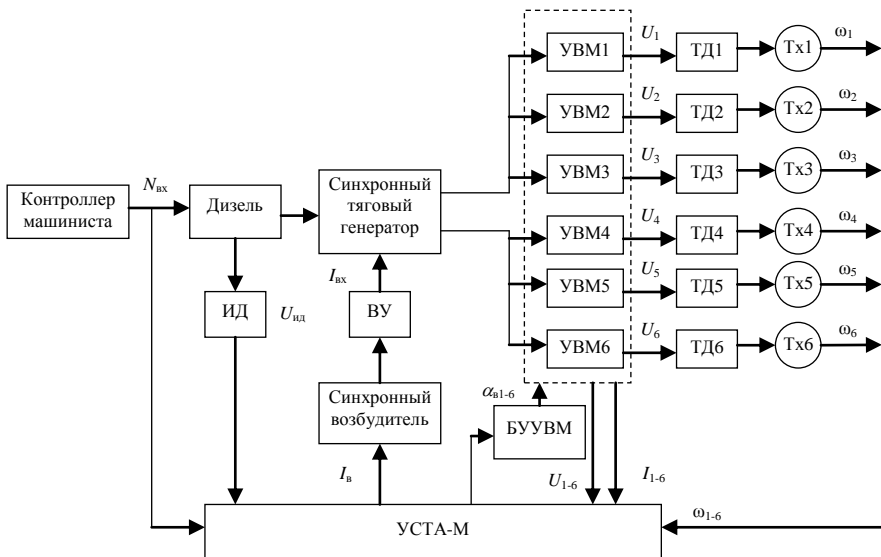 УВМ1
U1
ТД1
Тх1
ω1
УВМ2
U2
ТД2
Тх2
ω2
УВМ3
U3
ТД3
Тх3
ω3
Контроллер
машиниста
Nвх
Дизель
Синхронный
тяговый
генератор
УВМ4
U4
ТД4
Тх4
ω4
УВМ5
U5
ТД5
Тх5
ω5
УВМ6
U6
ТД6
Тх6
ω6
Iвх
ИД
Uид
ВУ
Синхронный
возбудитель
αв1-6
БУУВМ
Iв
U1-6
I1-6
УСТА-М
ω1-6